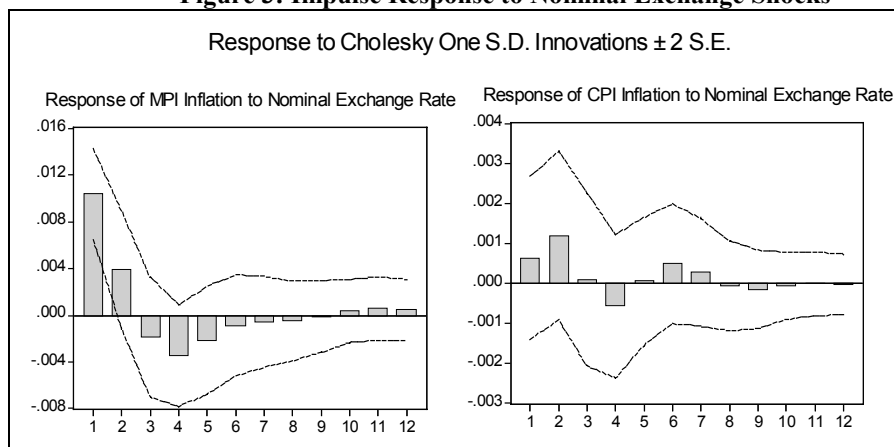 Figure 3: Impulse Response to Nominal Exchange Shocks
Response to Cholesky One S.D. Innovations ± 2 S.E.
Response of MPI Inflation to Nominal Exchange Rate
.016
.012
.008
.004
.000
-.004
-.008
1 2 3 4 5 6 7 8 9 10 11 12
Response of CPI Inflation to Nominal Exchange Rate
.004
.003
.002
.001
.000
-.001
-.002
-.003
1 2 3 4 5 6 7 8 9 10 11 12